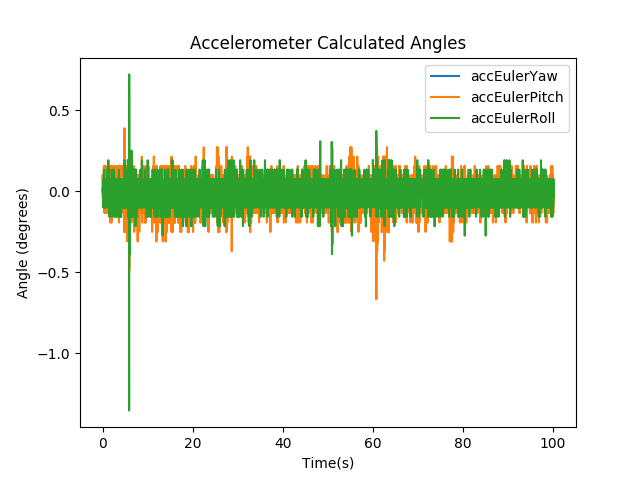 Accelerometer Calculated Angles
accEulerYaw
accEulerPitch
accEulerRoll
0.5
0.0
−0.5
−1.0
Angle (degrees)
0 20 40 60 80 100
Time(s)